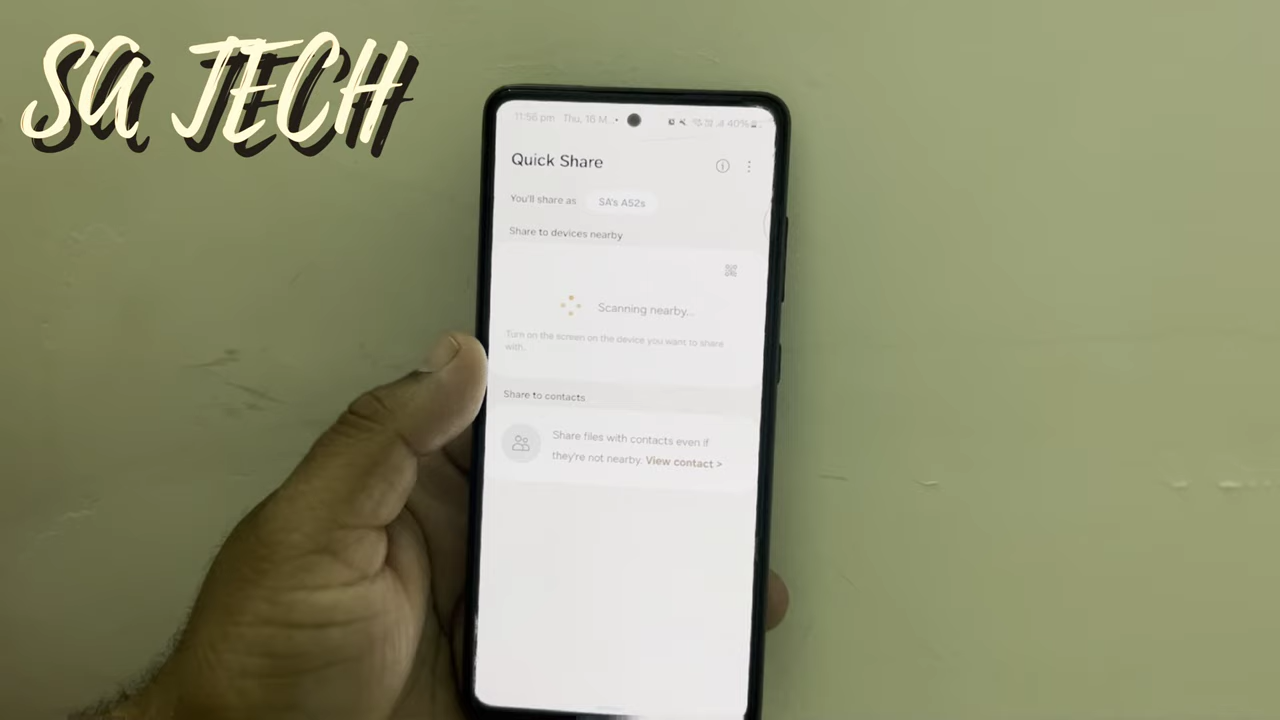 SA TECH
11:56 pm Thu, 16 M.. • 40%
Quick Share
You'll share as SA's A52s
Share to devices nearby
Scanning nearby...
Turn on the screen on the device you want to share
with.
Share to contacts
Share files with contacts even if
they're not nearby. View contact >